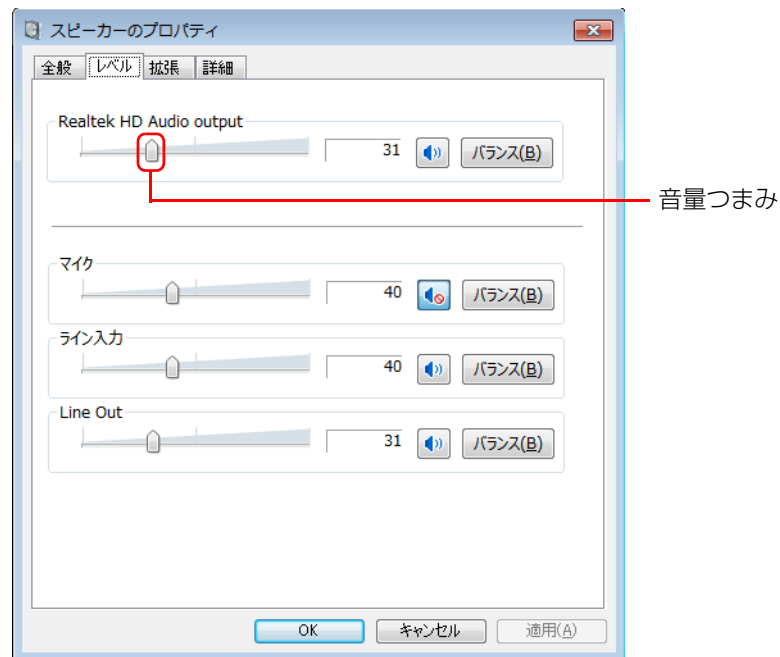 スピーカーのプロパティ
全般 レベル 拡張 詳細
Realtek HD Audio output
31 バランス(B)
音量つまみ
マイク
40 バランス(B)
ライン入力
40 バランス(B)
Line Out
31 バランス(B)
OK キャンセル 適用(A)